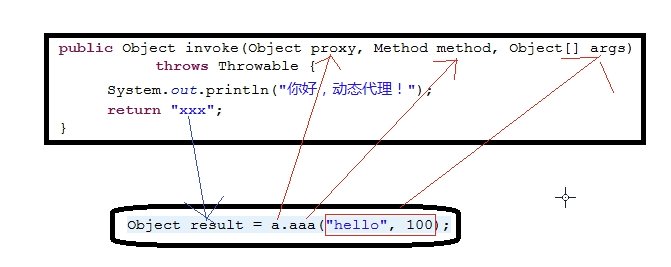 public Object invoke(Object proxy, Method method, Object[] args)
throws Throwable {
System.out.println("你好，动态代理！");
return "xxx";
}
Object result = a.aaa("hello", 100);